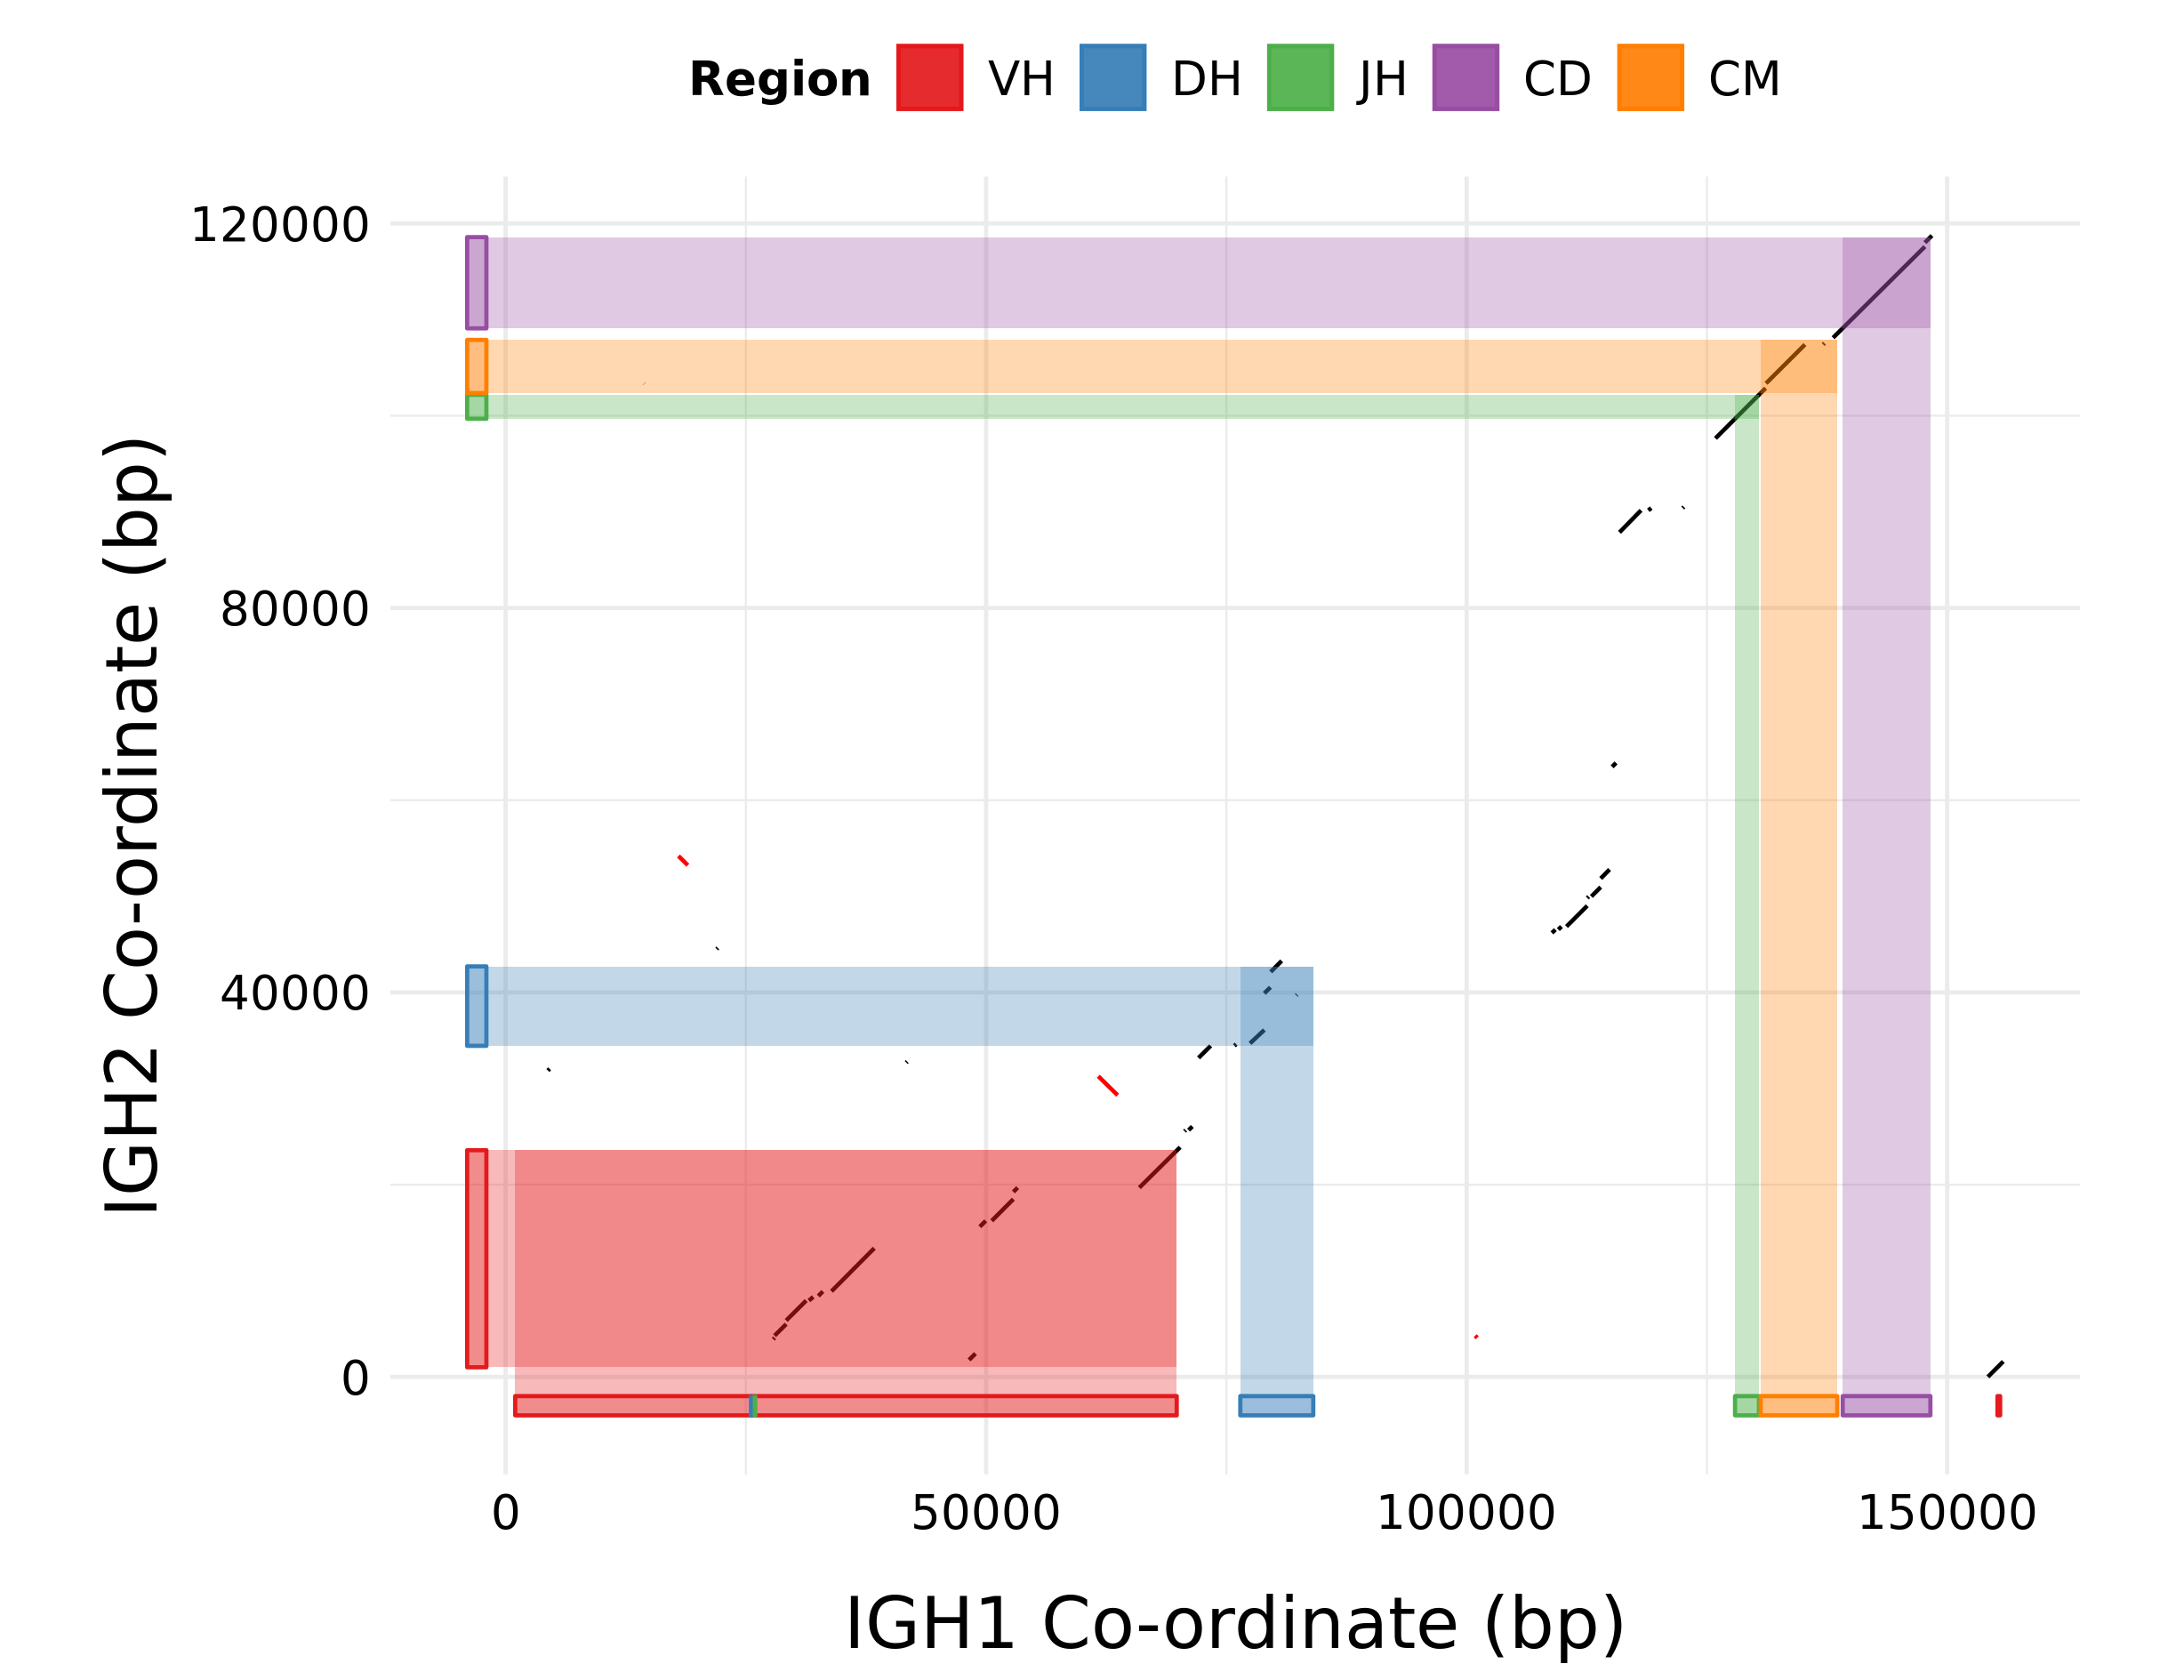 Region VH DH JH CD CM
120000
80000
40000
0
IGH2 Co-ordinate (bp)
0 50000 100000 150000
IGH1 Co-ordinate (bp)